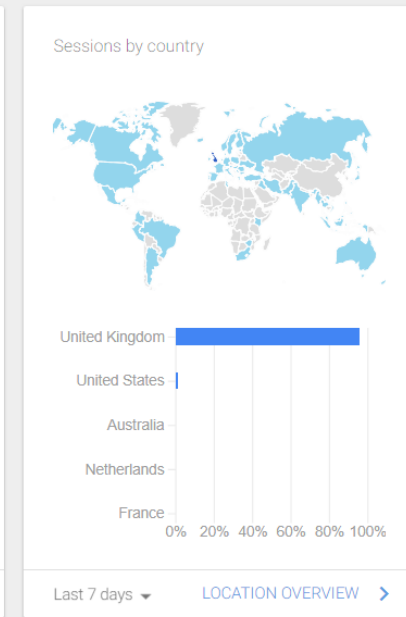 Sessions by country
United Kingdom
United States
Australia
Netherlands
France
0% 20% 40% 60% 80% 100%
Last 7 days
LOCATION OVERVIEW